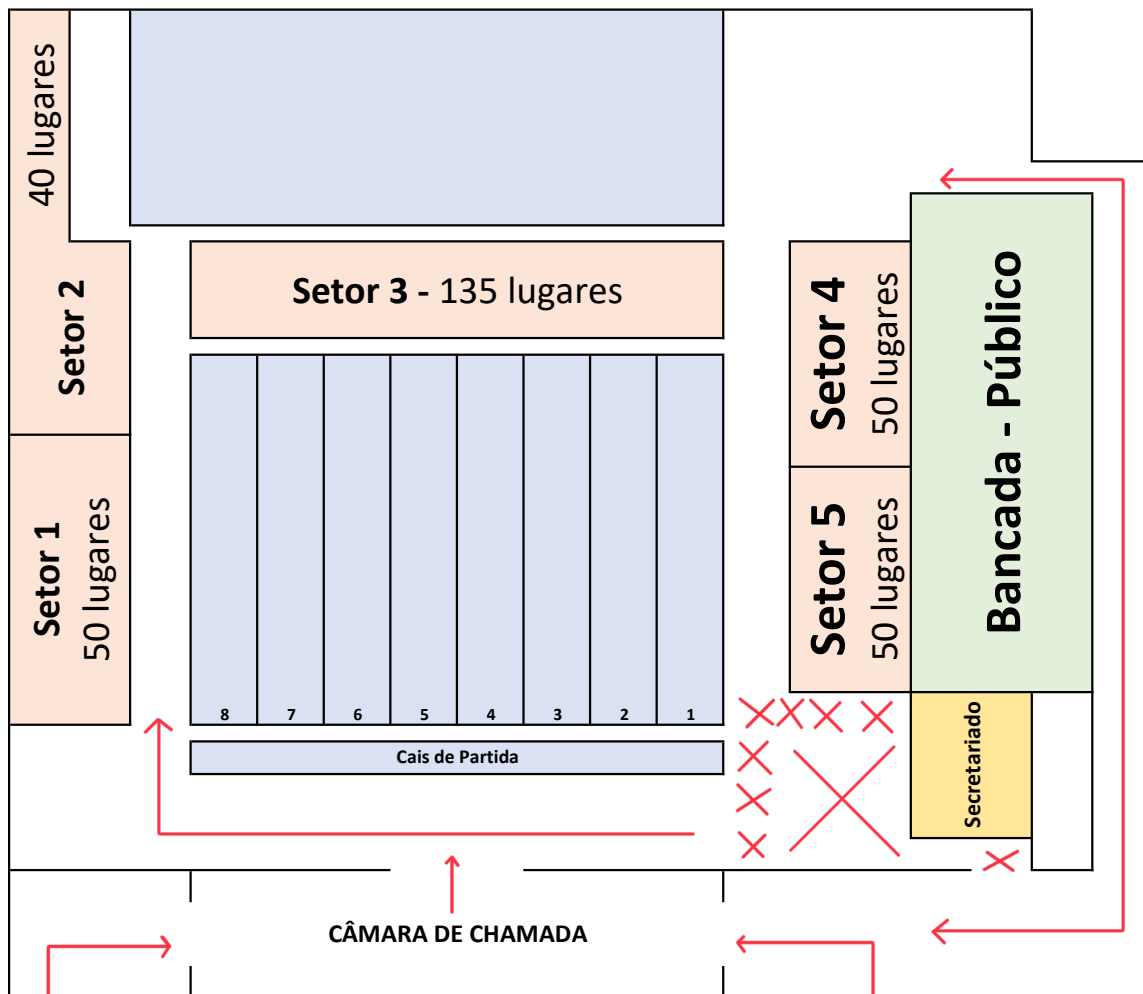 40 lugares
Setor 2
Setor 3 - 135 lugares
Setor 4
50 lugares
Bancada - Público
Setor 1
50 lugares
Setor 5
50 lugares
8 7 6 5 4 3 2 1
Cais de Partida
Secretariado
CÂMARA DE CHAMADA